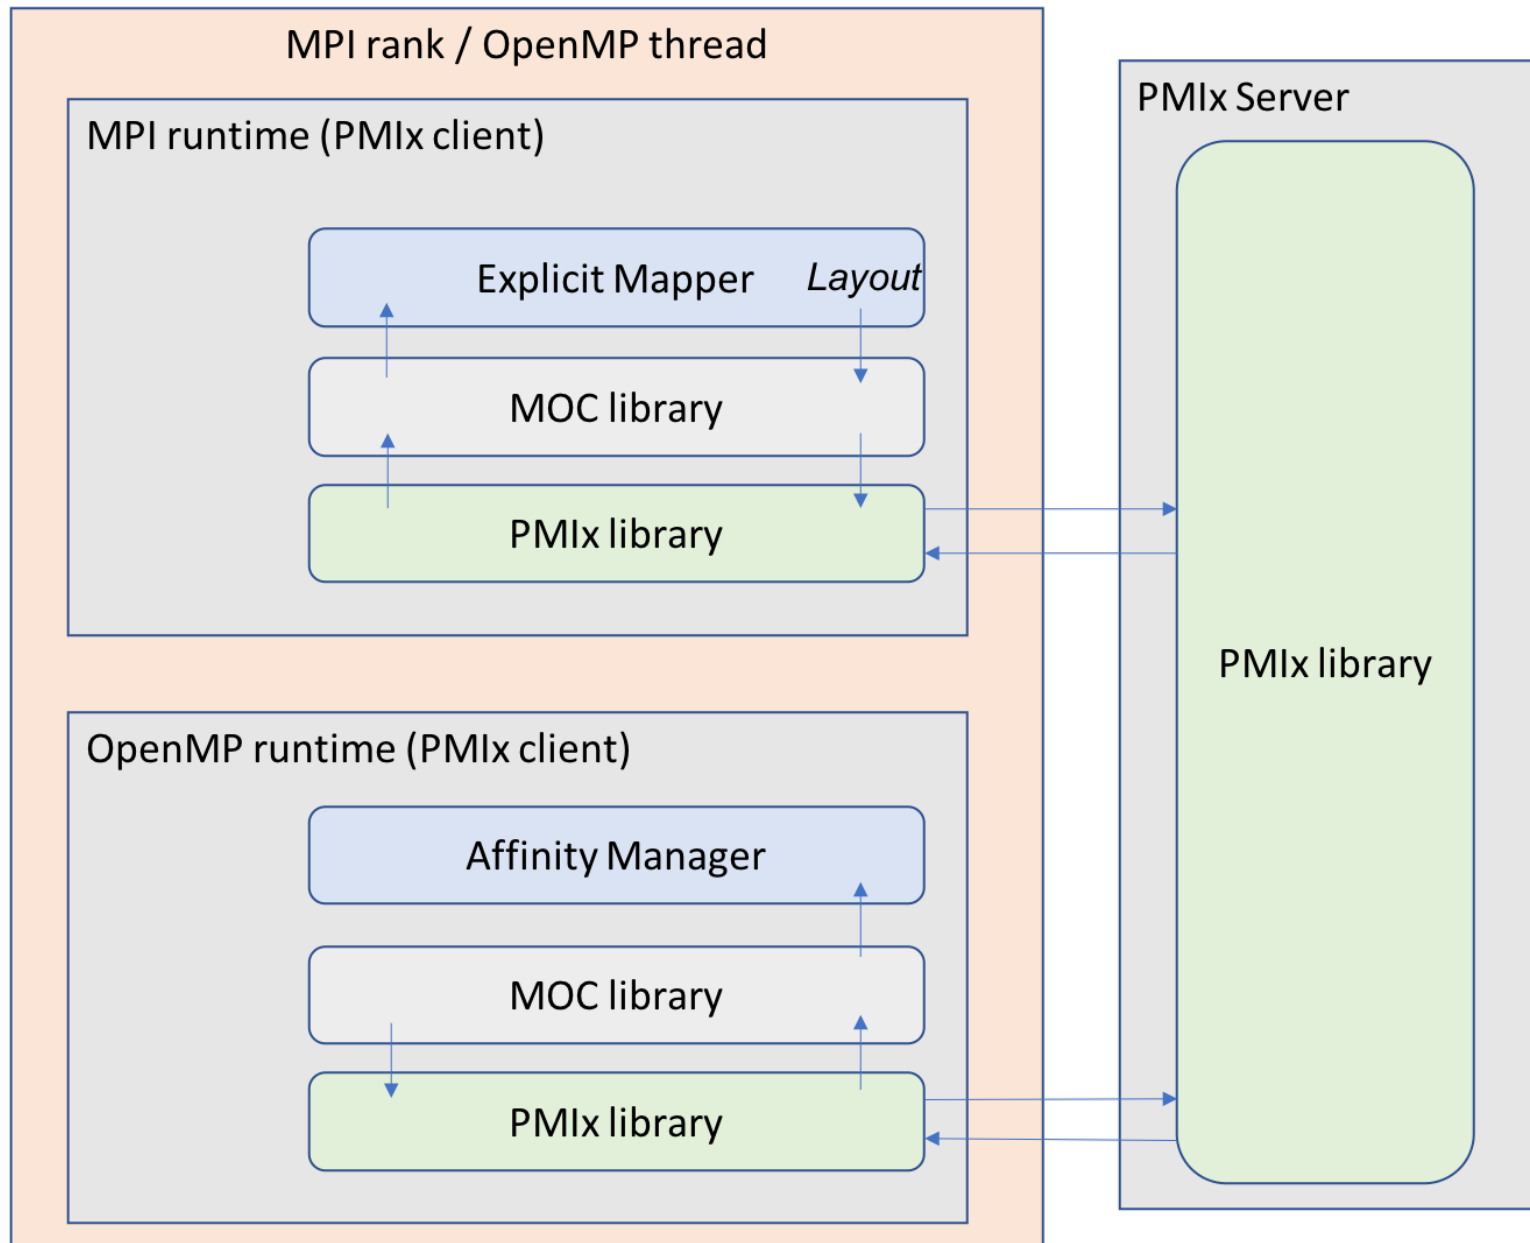 MPI rank / OpenMP thread
MPI runtime (PMIx client)
Explicit Mapper
Layout
MOC library
PMIx library
OpenMP runtime (PMIx client)
Affinity Manager
MOC library
PMIx library
PMIx Server
PMIx library